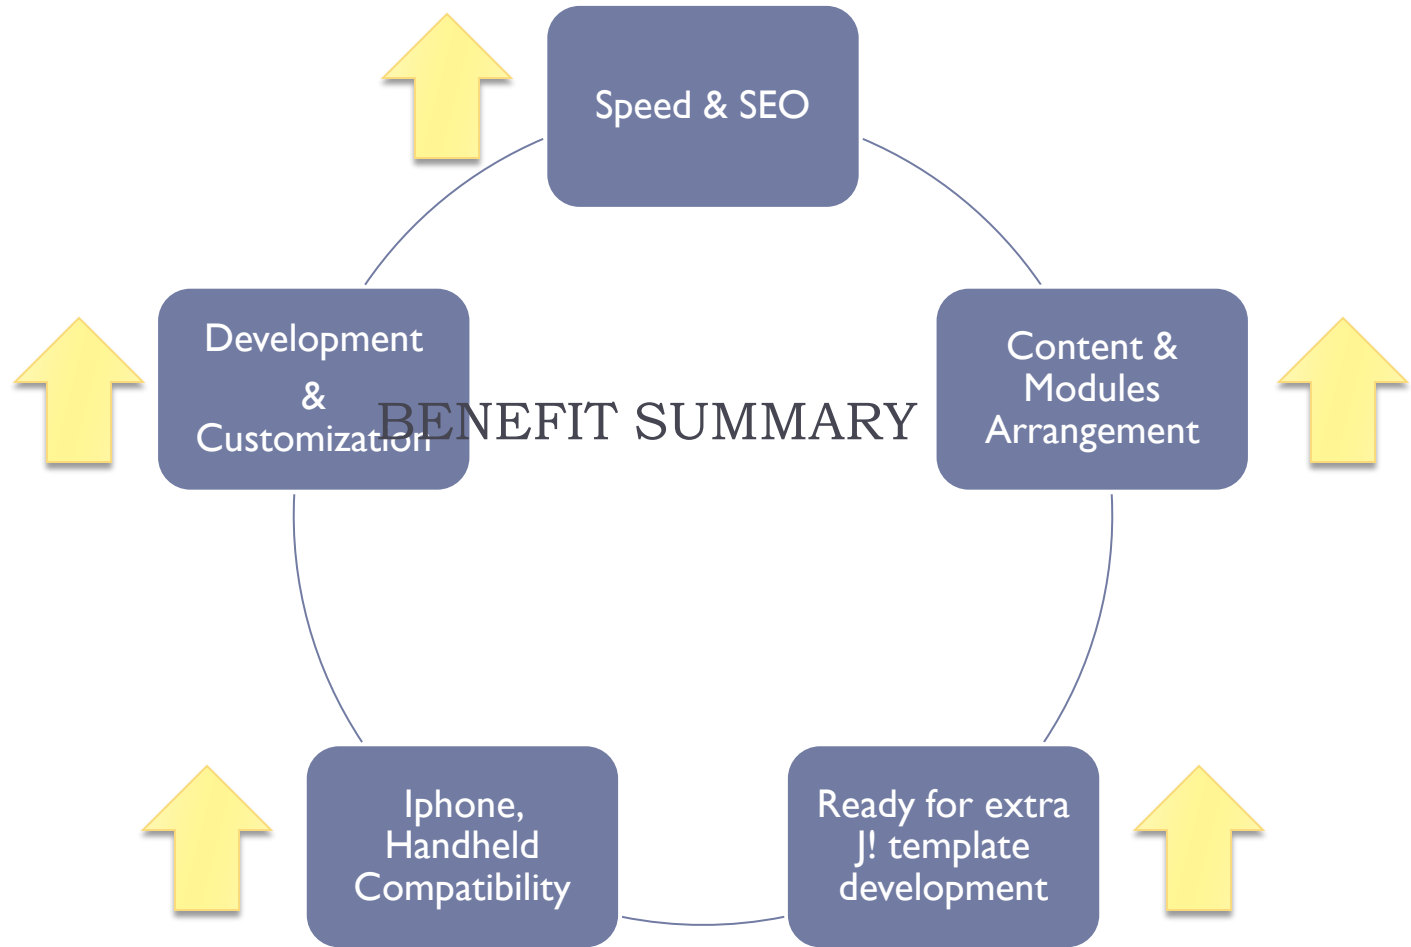 Speed & SEO
Development
&
Customization
Content &
Modules
Arrangement
BENEFIT SUMMARY
Iphone,
Handheld
Compatibility
Ready for extra
J! template
development